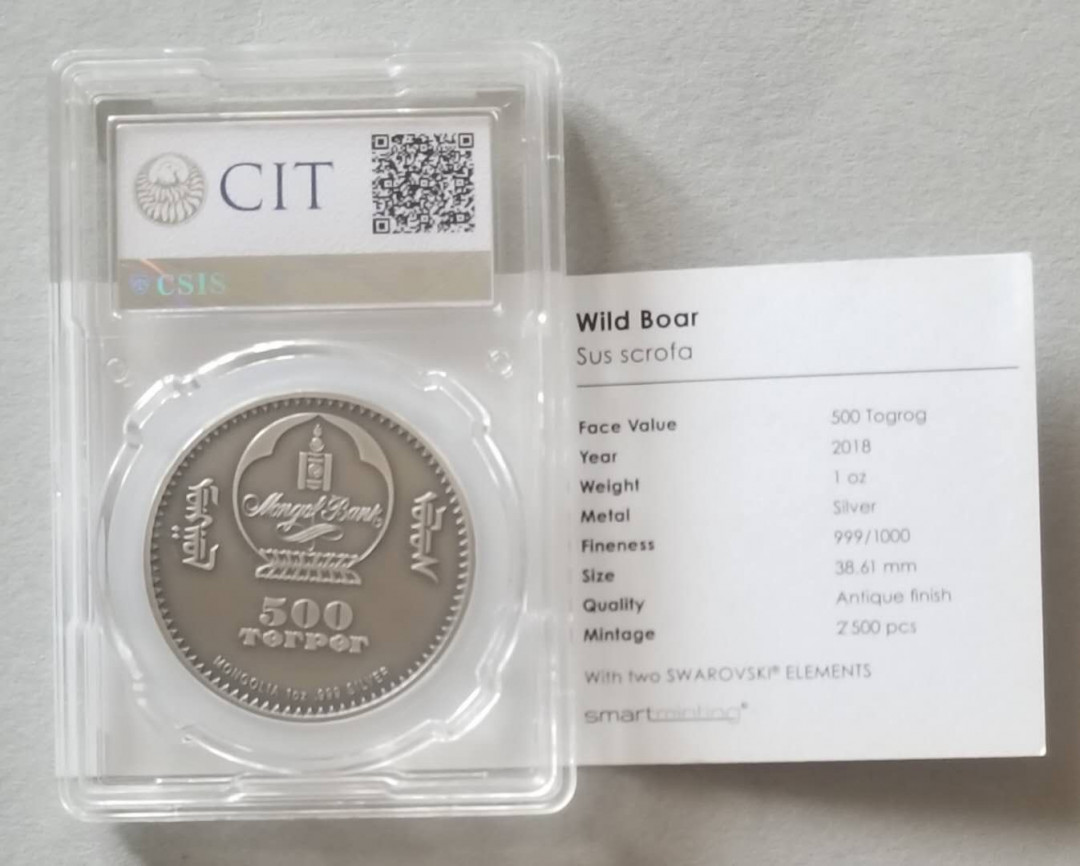 CIT
CSIS
Mongol Bank
500
ТӨГРӨГ
MONGOLIA 1oz .999 SILVER
Wild Boar
Sus scrofa
Face Value 500 Togrog
Year 2018
Weight 1 oz
Metal Silver
Fineness 999/1000
Size 38.61 mm
Quality Antique finish
Mintage 2'500 pcs
With two SWAROVSKI® ELEMENTS
smartminting®